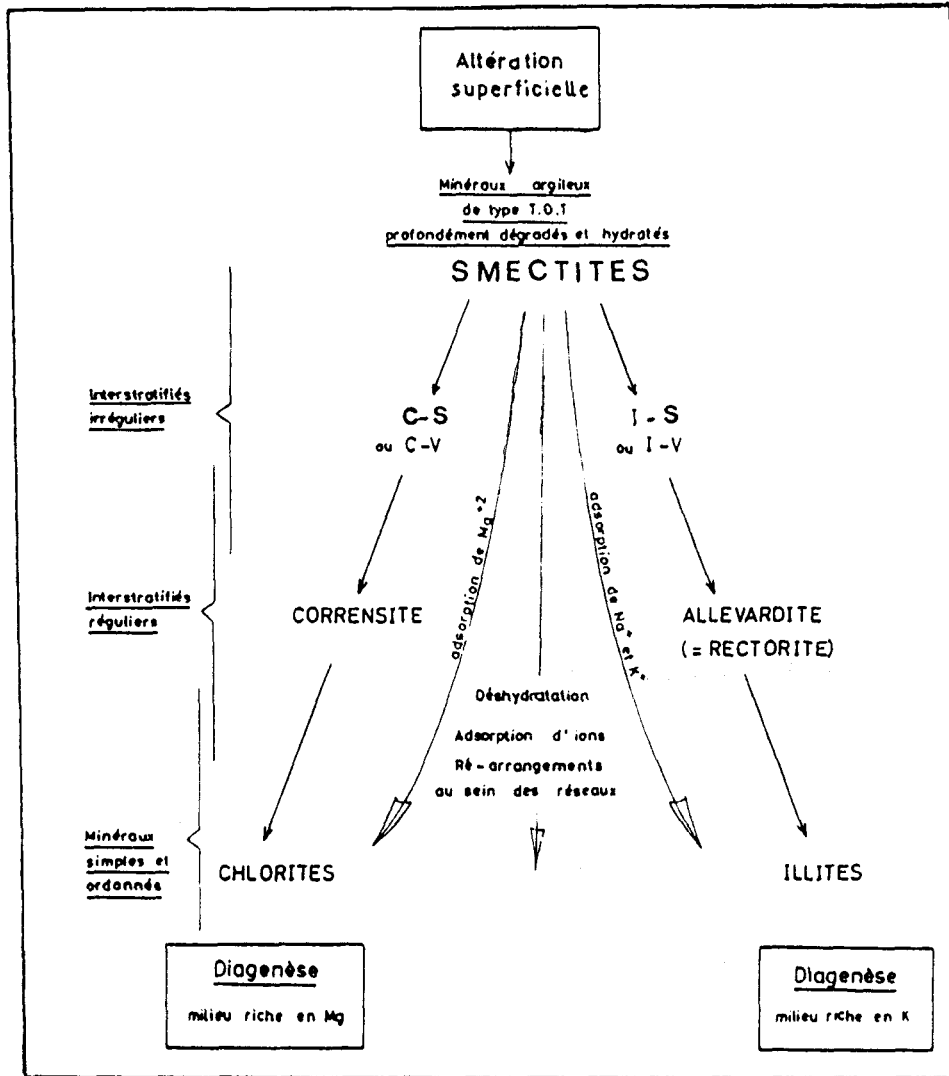 Altération
superficielle
Minéraux argileux
de type T.O.T
profondément dégradés et hydratés
SMECTITES
Interstratifiés
irréguliers
C-S
ou C-V
I-S
ou I-V
adsorption de Mg+2
adsorption de Na+ et K+
Interstratifiés
réguliers
CORRENSITE
ALLEVARDITE
(= RECTORITE)
Déshydratation
Adsorption d'ions
Ré-arrangements
au sein des réseaux
Minéraux
simples et
ordonnés
CHLORITES
ILLITES
Diagenèse
milieu riche en Mg
Diagenèse
milieu riche en K